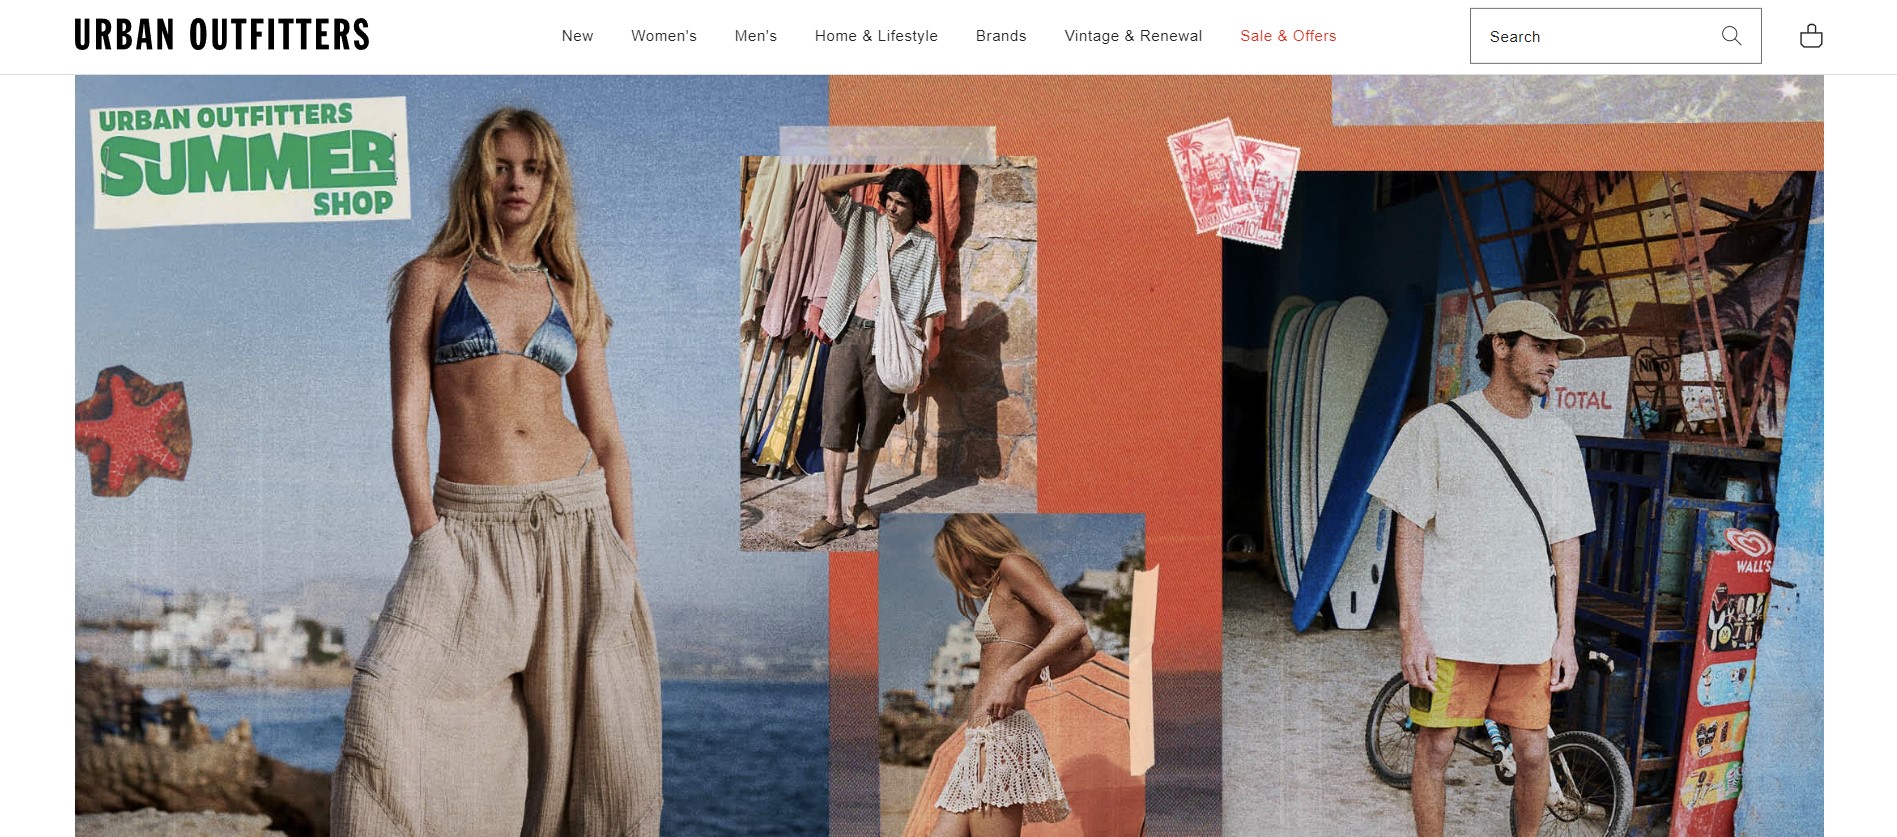 URBAN OUTFITTERS
New
Women's
Men's
Home & Lifestyle
Brands
Vintage & Renewal
Sale & Offers
Search
URBAN OUTFITTERS
SUMMER
SHOP
TOTAL
WALL'S